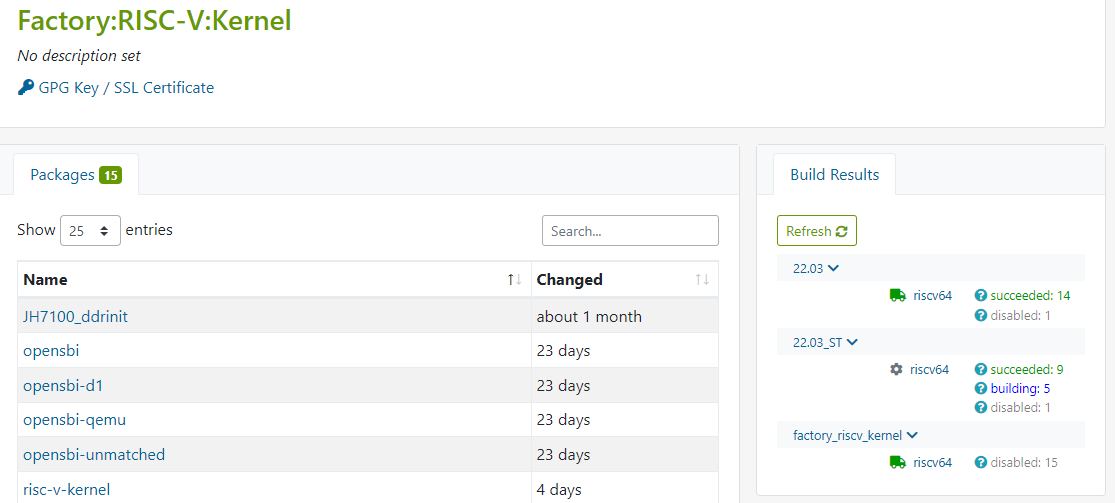 Factory:RISC-V:Kernel
No description set
GPG Key / SSL Certificate
Packages 15
Show 25 entries
Search...
Name Changed
JH7100_ddrinit about 1 month
opensbi 23 days
opensbi-d1 23 days
opensbi-qemu 23 days
opensbi-unmatched 23 days
risc-v-kernel 4 days
Build Results
Refresh
22.03
riscv64 succeeded: 14
disabled: 1
22.03_ST
riscv64 succeeded: 9
building: 5
disabled: 1
factory_riscv_kernel
riscv64 disabled: 15